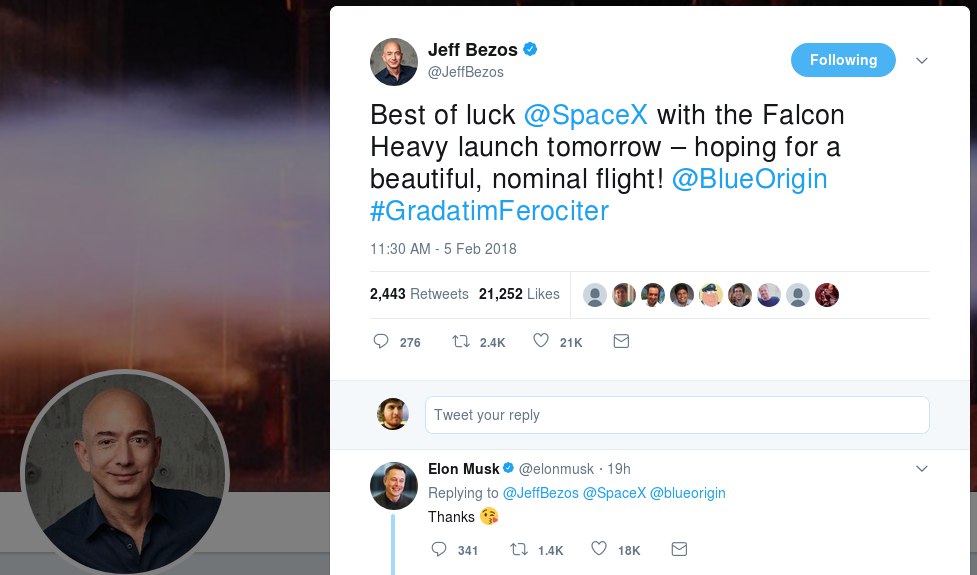 Jeff Bezos
@JeffBezos
Following
Best of luck @SpaceX with the Falcon
Heavy launch tomorrow – hoping for a
beautiful, nominal flight! @BlueOrigin
#GradatimFerociter
11:30 AM - 5 Feb 2018
2,443 Retweets 21,252 Likes
276 2.4K 21K
Tweet your reply
Elon Musk @elonmusk · 19h
Replying to @JeffBezos @SpaceX @blueorigin
Thanks 😘
341 1.4K 18K